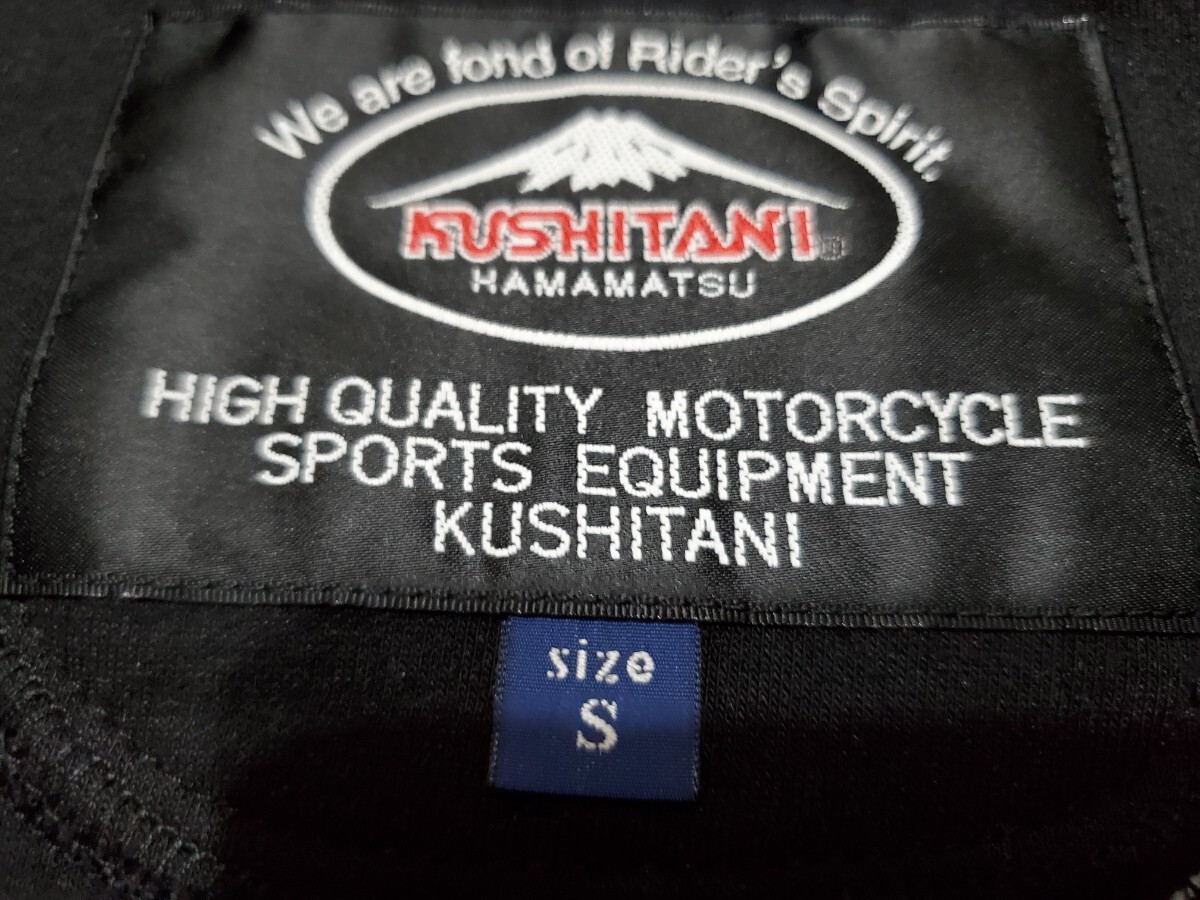 We are fond of Rider's Spirit.
KUSHITANI®
HAMAMATSU
HIGH QUALITY MOTORCYCLE
SPORTS EQUIPMENT
KUSHITANI
size
S